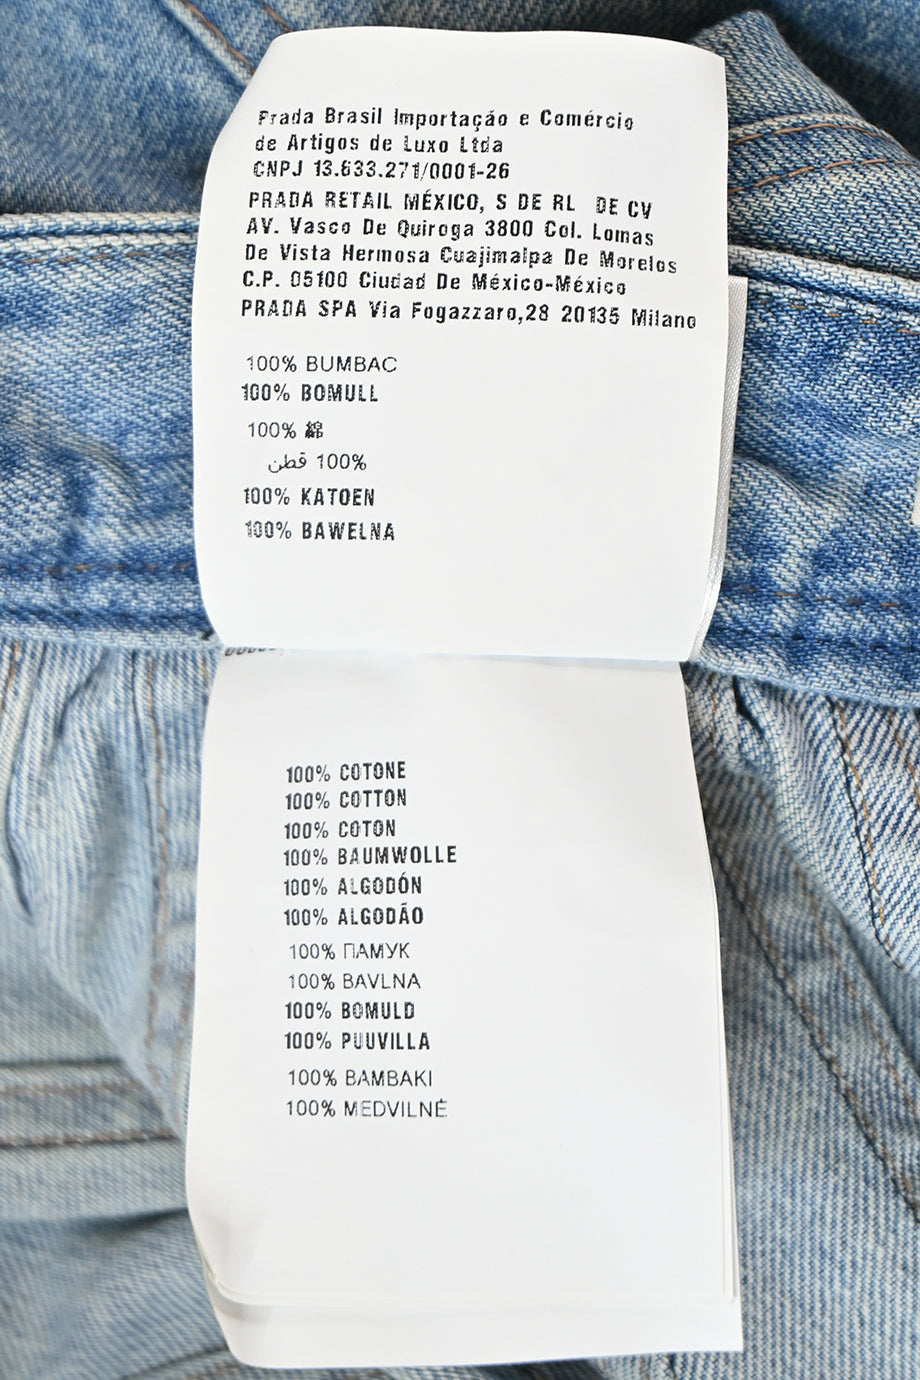 Prada Brasil Importação e Comércio
de Artigos de Luxo Ltda
CNPJ 13.633.271/0001-26
PRADA RETAIL MÉXICO, S DE RL DE CV
AV. Vasco De Quiroga 3800 Col. Lomas
De Vista Hermosa Cuajimalpa De Morelos
C.P. 05100 Ciudad De México-México
PRADA SPA Via Fogazzaro,28 20135 Milano
100% BUMBAC
100% BOMULL
100% 綿
100% قطن
100% KATOEN
100% BAWELNA
100% COTONE
100% COTTON
100% COTON
100% BAUMWOLLE
100% ALGODÓN
100% ALGODÃO
100% ПАМУК
100% BAVLNA
100% BOMULD
100% PUUVILLA
100% BAMBAKI
100% MEDVILNÉ